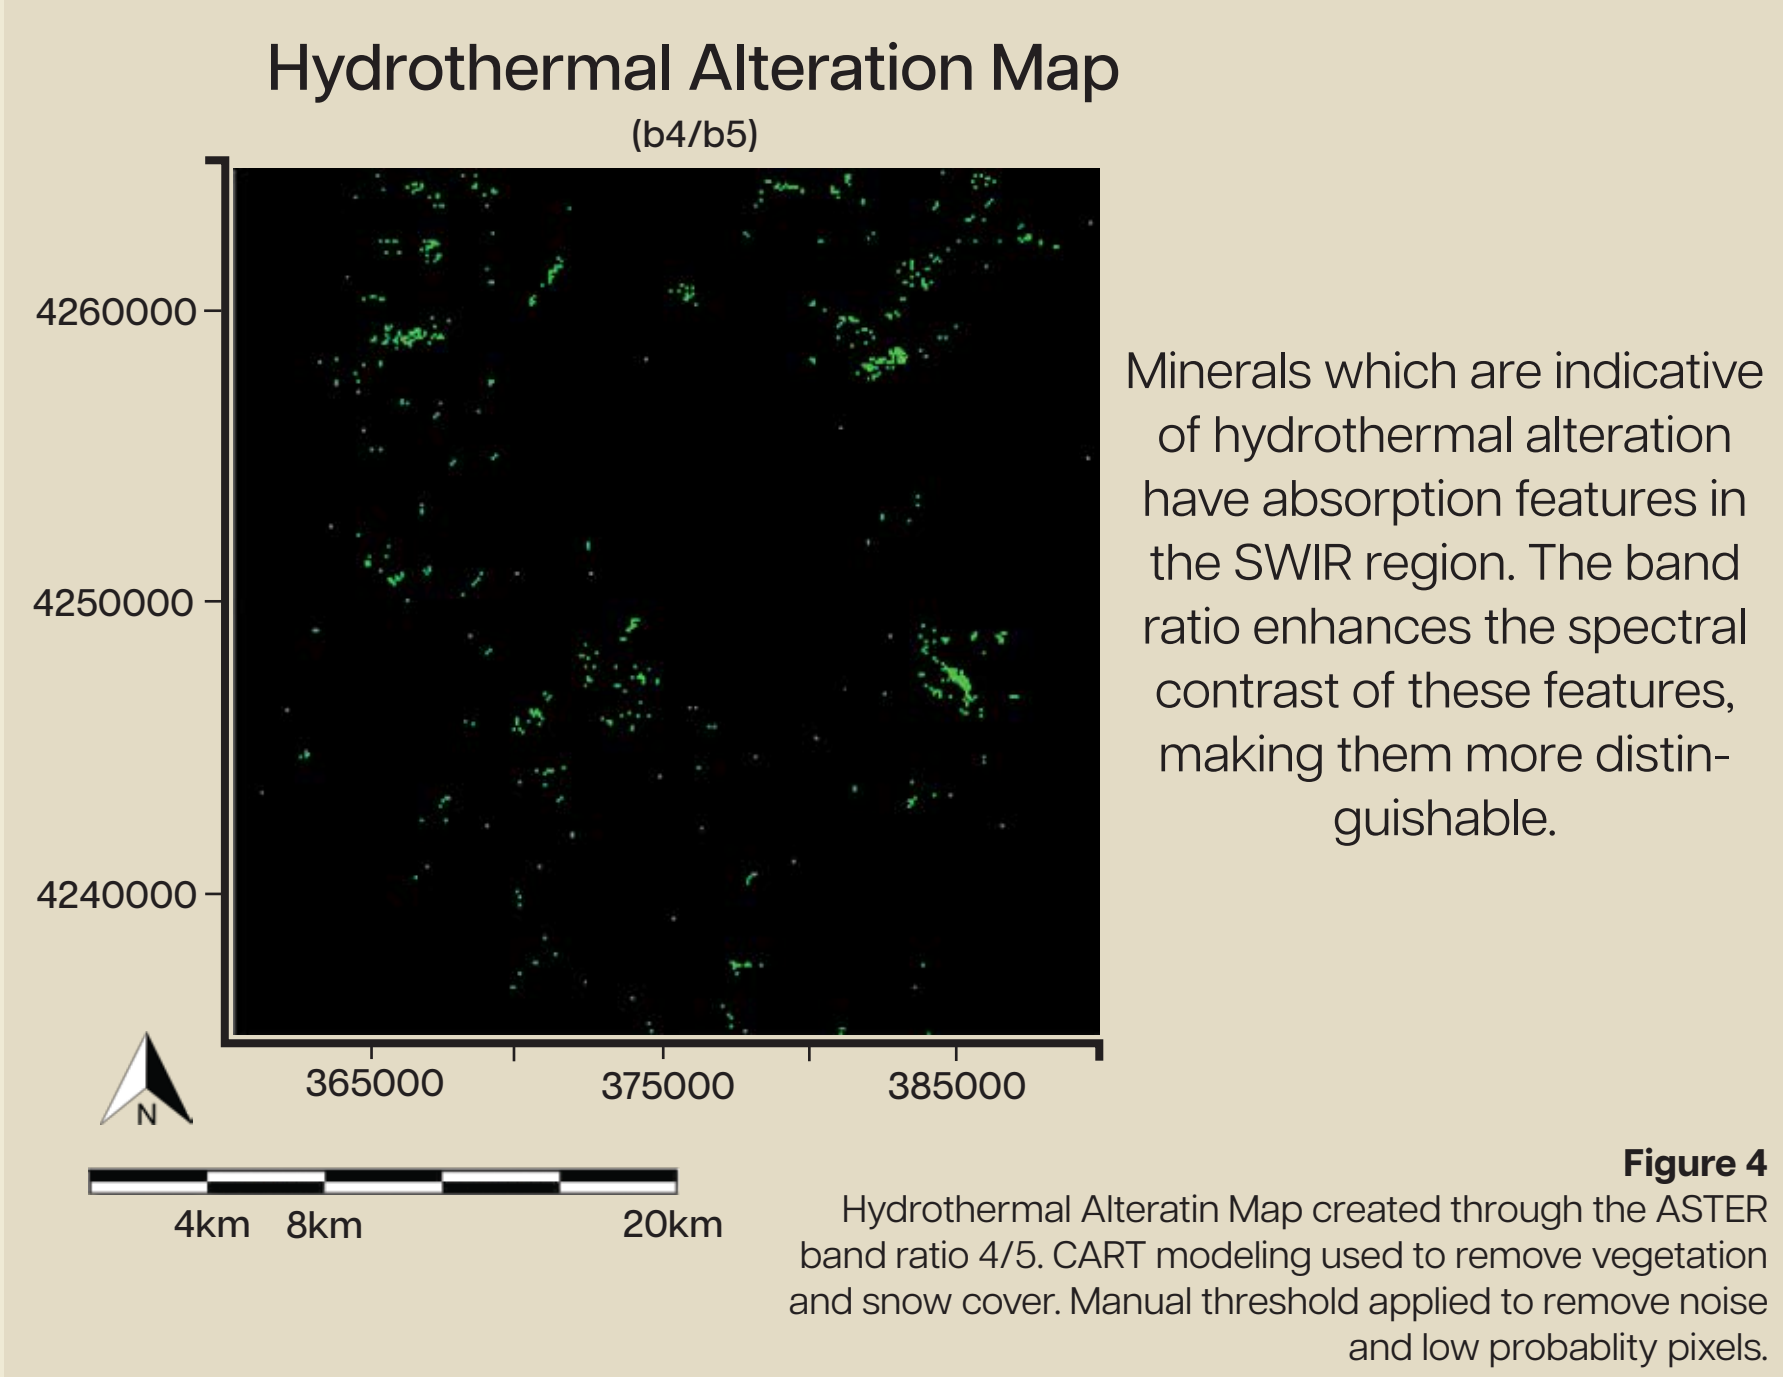 Hydrothermal Alteration Map
(b4/b5)
4260000
4250000
4240000
365000
375000
385000
N
4km
8km
20km
Minerals which are indicative
of hydrothermal alteration
have absorption features in
the SWIR region. The band
ratio enhances the spectral
contrast of these features,
making them more distin-
guishable.
Figure 4
Hydrothermal Alteratin Map created through the ASTER
band ratio 4/5. CART modeling used to remove vegetation
and snow cover. Manual threshold applied to remove noise
and low probablity pixels.